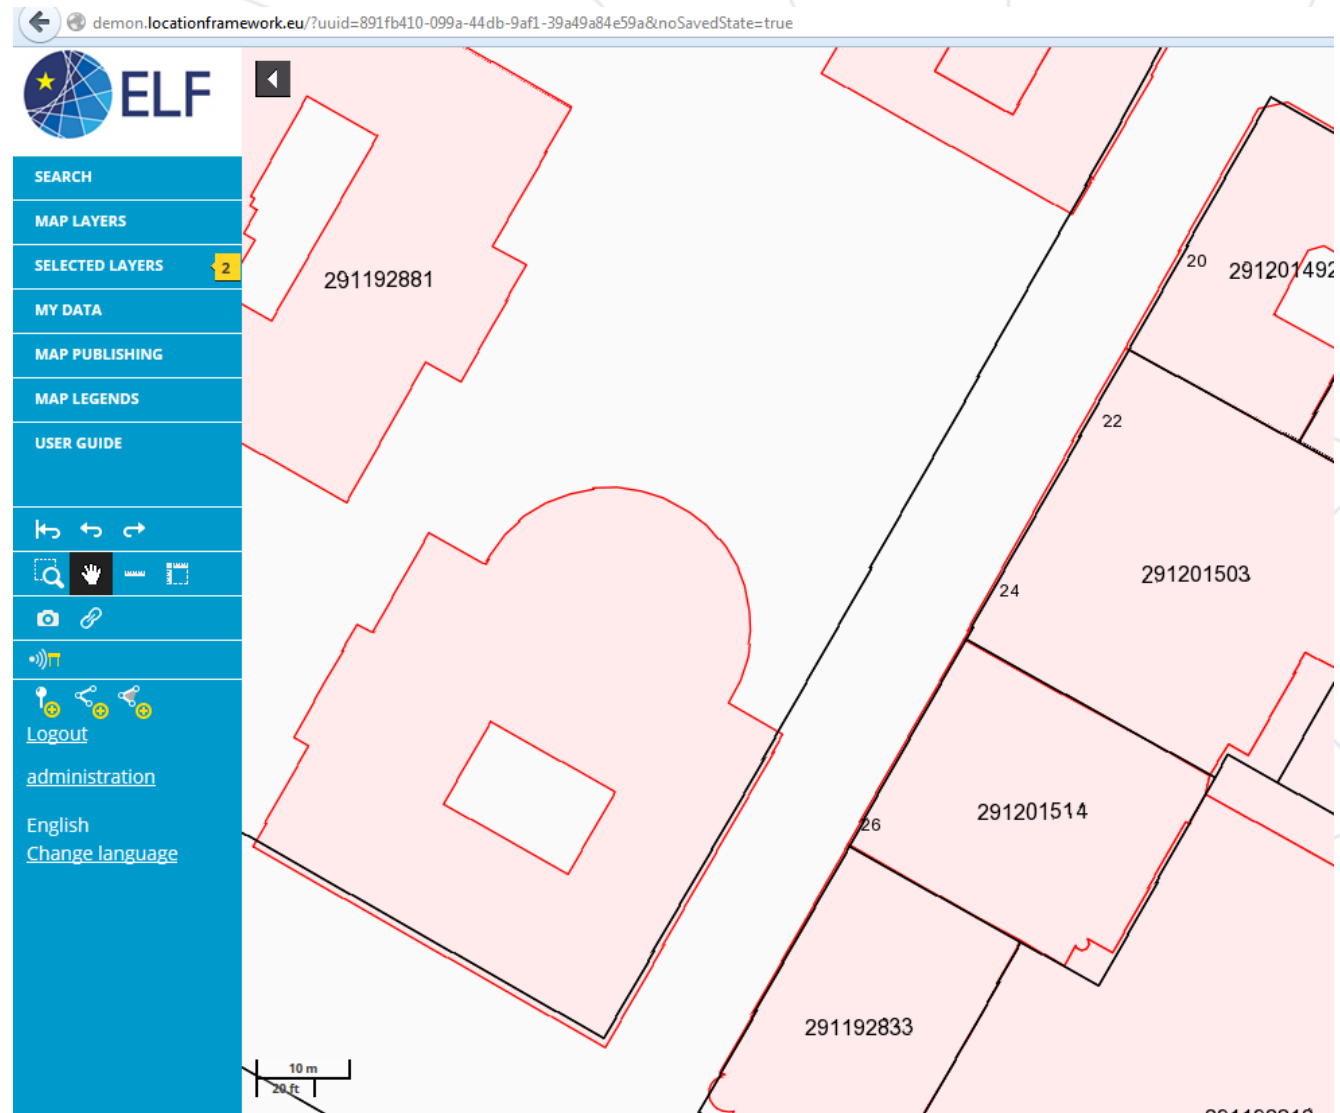 demon.locationframework.eu/?uuid=891fb410-099a-44db-9af1-39a49a84e59a&noSavedState=true
ELF
SEARCH
MAP LAYERS
SELECTED LAYERS 2
MY DATA
MAP PUBLISHING
MAP LEGENDS
USER GUIDE
Logout
administration
English
Change language
291192881
20
291201492
22
291201503
24
291201514
26
291192833
10 m
20 ft